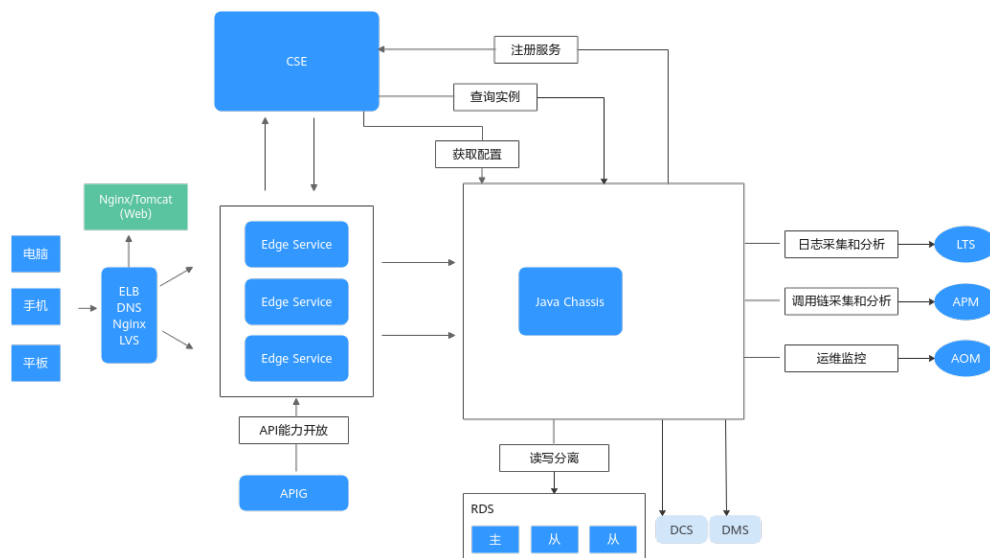 CSE
注册服务
查询实例
获取配置
Nginx/Tomcat
(Web)
电脑
手机
平板
ELB
DNS
Nginx
LVS
Edge Service
Edge Service
Edge Service
API能力开放
APIG
Java Chassis
日志采集和分析
LTS
调用链采集和分析
APM
运维监控
AOM
读写分离
RDS
主
从
从
DCS
DMS